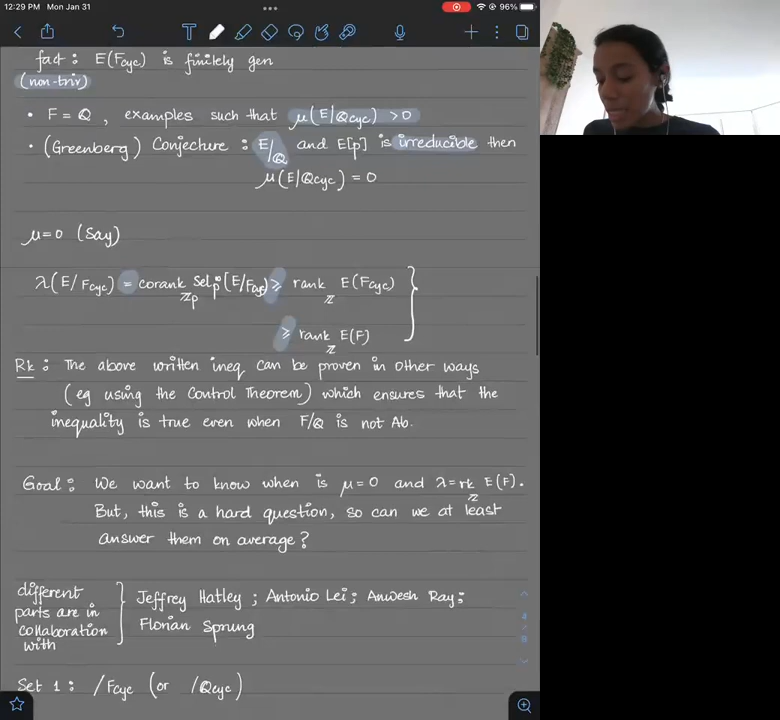 12:29 PM Mon Jan 31
96%
fact: E(Fcyc) is finitely gen
(non-triv)
• F = Q, examples such that μ(E/Qcyc) > 0
• (Greenberg) Conjecture: E/Q and E[p] is irreducible then
μ(E/Qcyc) = 0
μ=0 (Say)
λ(E/Fcyc) = corank_Zp Selp(E/Fcyc) ≥ rank_Z E(Fcyc)
≥ rank_Z E(F)
Rk: The above written ineq can be proven in other ways
(eg using the Control Theorem) which ensures that the
inequality is true even when F/Q is not Ab.
Goal: We want to know when is μ=0 and λ=rk_Z E(F).
But, this is a hard question, so can we at least
answer them on average?
different
parts are in
collaboration
with
Jeffrey Hatley; Antonio Lei; Anwesh Ray;
Florian Sprung
Set 1: /Fcyc (or /Qcyc)